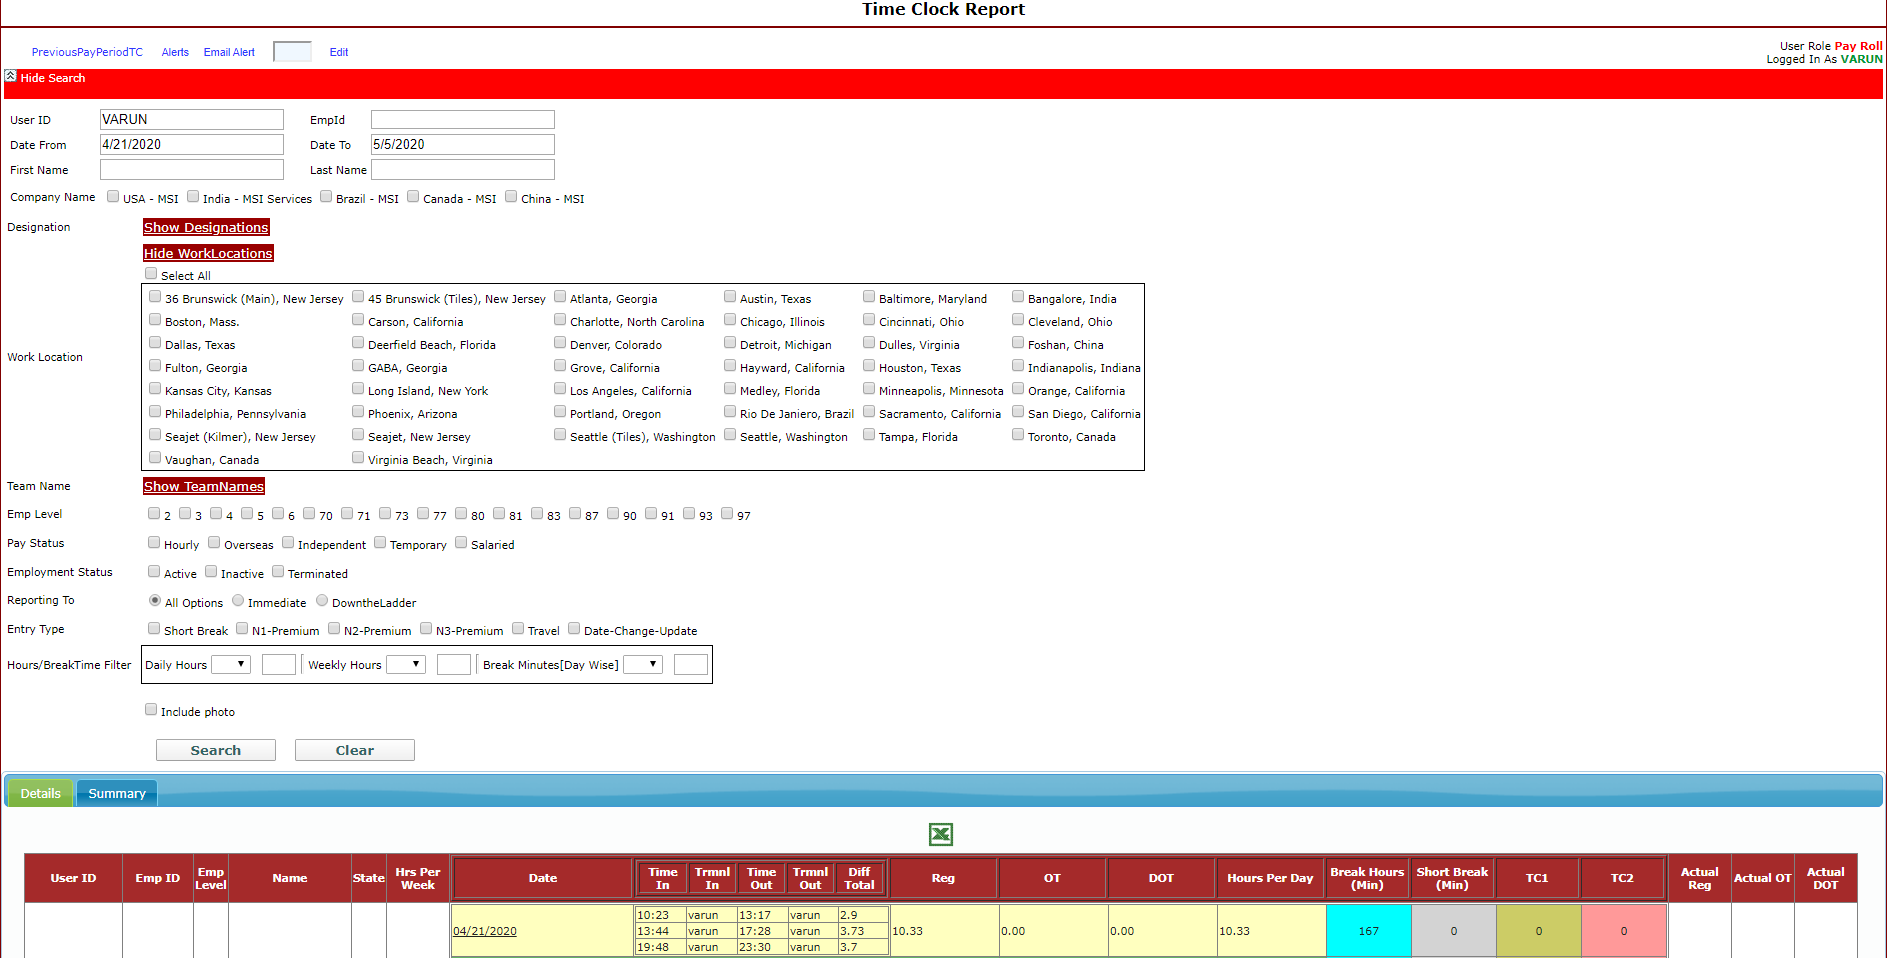 Time Clock Report
PreviousPayPeriodTC Alerts Email Alert Edit
User Role Pay Roll
Logged In As VARUN
Hide Search
User ID VARUN EmpId
Date From 4/21/2020 Date To 5/5/2020
First Name Last Name
Company Name USA - MSI India - MSI Services Brazil - MSI Canada - MSI China - MSI
Designation Show Designations
Hide WorkLocations
Select All
Work Location
36 Brunswick (Main), New Jersey 45 Brunswick (Tiles), New Jersey Atlanta, Georgia Austin, Texas Baltimore, Maryland Bangalore, India
Boston, Mass. Carson, California Charlotte, North Carolina Chicago, Illinois Cincinnati, Ohio Cleveland, Ohio
Dallas, Texas Deerfield Beach, Florida Denver, Colorado Detroit, Michigan Dulles, Virginia Foshan, China
Fulton, Georgia GABA, Georgia Grove, California Hayward, California Houston, Texas Indianapolis, Indiana
Kansas City, Kansas Long Island, New York Los Angeles, California Medley, Florida Minneapolis, Minnesota Orange, California
Philadelphia, Pennsylvania Phoenix, Arizona Portland, Oregon Rio De Janiero, Brazil Sacramento, California San Diego, California
Seajet (Kilmer), New Jersey Seajet, New Jersey Seattle (Tiles), Washington Seattle, Washington Tampa, Florida Toronto, Canada
Vaughan, Canada Virginia Beach, Virginia
Team Name Show TeamNames
Emp Level 2 3 4 5 6 70 71 73 77 80 81 83 87 90 91 93 97
Pay Status Hourly Overseas Independent Temporary Salaried
Employment Status Active Inactive Terminated
Reporting To All Options Immediate DowntheLadder
Entry Type Short Break N1-Premium N2-Premium N3-Premium Travel Date-Change-Update
Hours/BreakTime Filter Daily Hours Weekly Hours Break Minutes[Day Wise]
Include photo
Search Clear
Details Summary
User ID Emp ID Emp Level Name State Hrs Per Week Date Time In Trmnl In Time Out Trmnl Out Diff Total Reg OT DOT Hours Per Day Break Hours (Min) Short Break (Min) TC1 TC2 Actual Reg Actual OT Actual DOT
10:23 varun 13:17 varun 2.9
04/21/2020 13:44 varun 17:28 varun 3.73 10.33 0.00 0.00 10.33 167 0 0 0
19:48 varun 23:30 varun 3.7